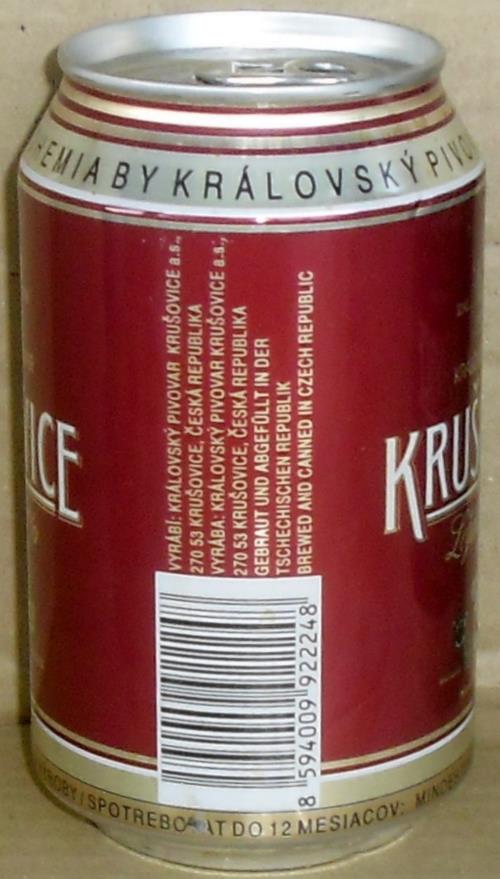 EMIA BY KRÁLOVSKÝ PIVO
VYRÁBÍ: KRÁLOVSKÝ PIVOVAR KRUŠOVICE a.s.,
270 53 KRUŠOVICE, ČESKÁ REPUBLIKA
VYRÁBA: KRÁLOVSKÝ PIVOVAR KRUŠOVICE a.s.,
270 53 KRUŠOVICE, ČESKÁ REPUBLIKA
GEBRAUT UND ABGEFÜLLT IN DER
TSCHECHISCHEN REPUBLIK
BREWED AND CANNED IN CZECH REPUBLIC
ICE
KRUŠ
8 594009 922248
ROBY / SPOTREBOVAT DO 12 MESIACOV: